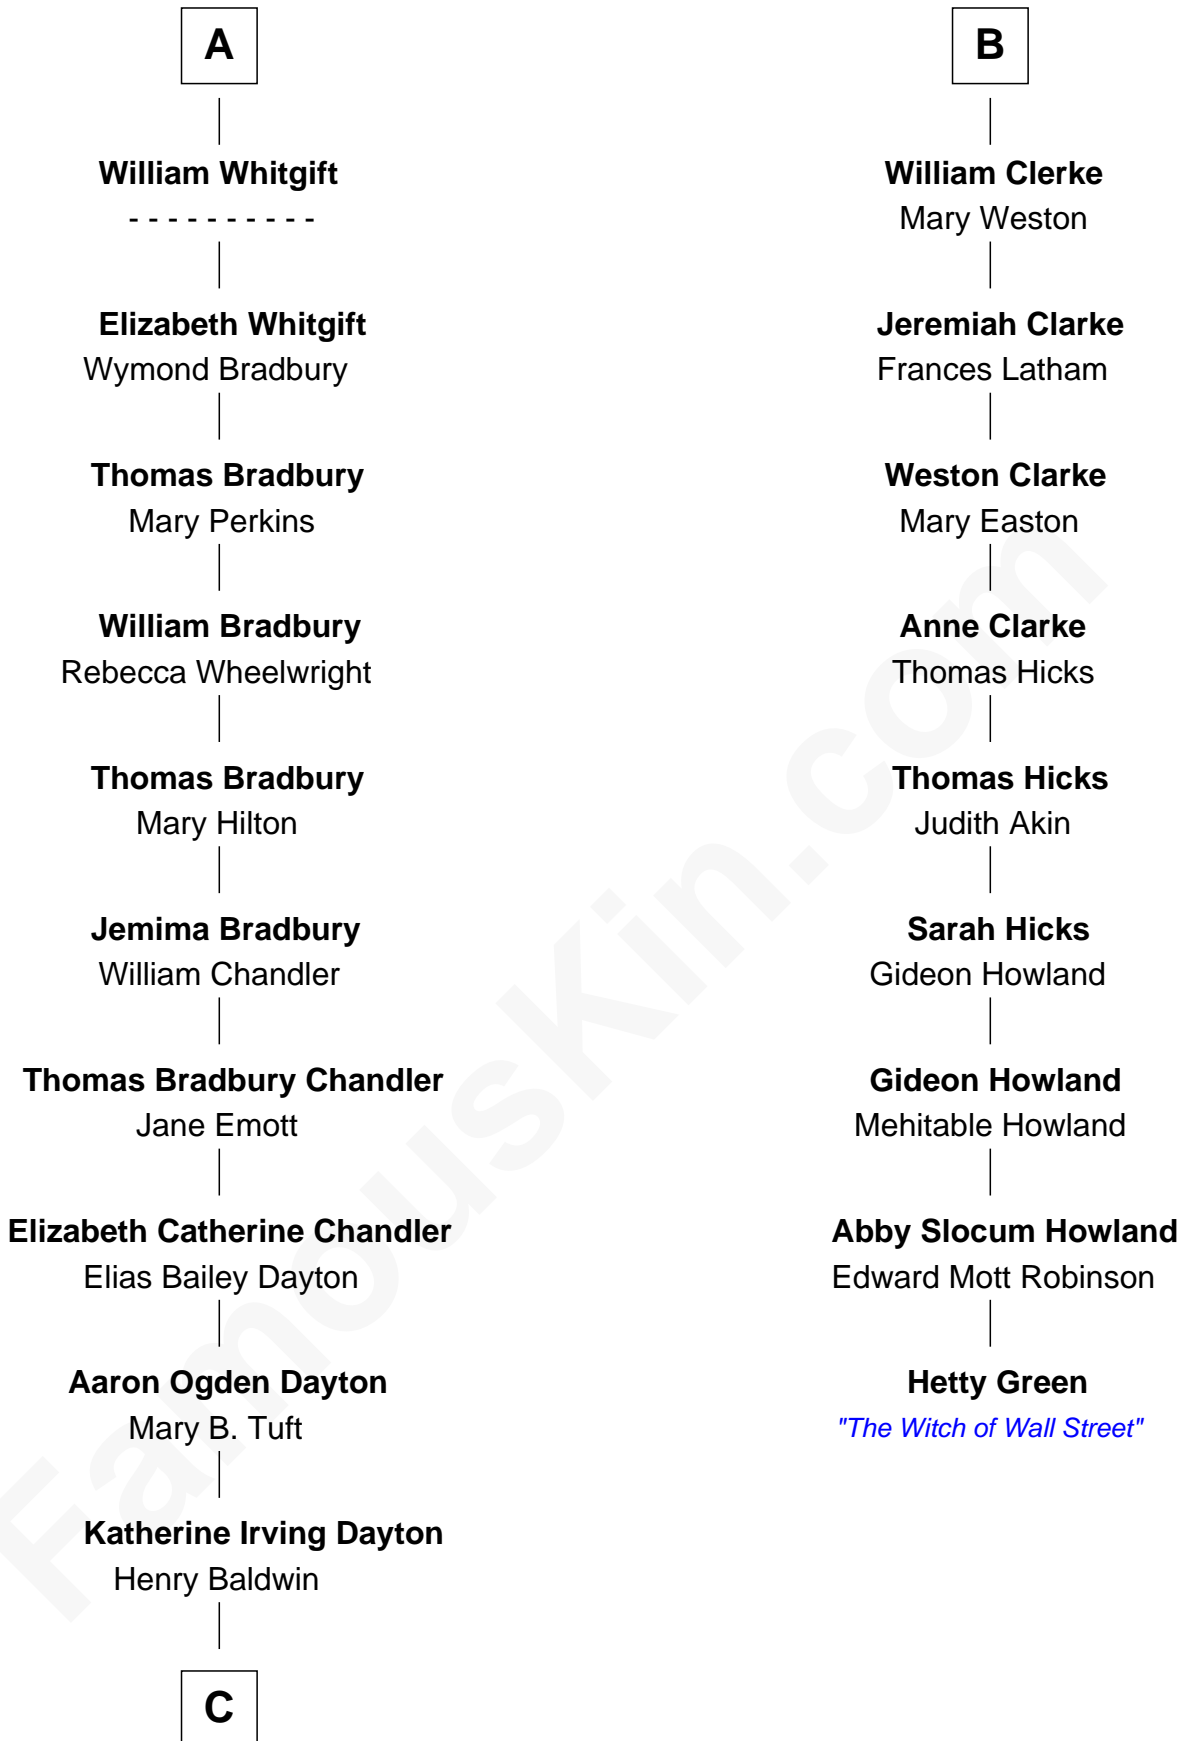 A
William Whitgift
- - - - - - - - - -
Elizabeth Whitgift
Wymond Bradbury
Thomas Bradbury
Mary Perkins
William Bradbury
Rebecca Wheelwright
Thomas Bradbury
Mary Hilton
Jemima Bradbury
William Chandler
Thomas Bradbury Chandler
Jane Emott
Elizabeth Catherine Chandler
Elias Bailey Dayton
Aaron Ogden Dayton
Mary B. Tuft
Katherine Irving Dayton
Henry Baldwin
C
B
William Clerke
Mary Weston
Jeremiah Clarke
Frances Latham
Weston Clarke
Mary Easton
Anne Clarke
Thomas Hicks
Thomas Hicks
Judith Akin
Sarah Hicks
Gideon Howland
Gideon Howland
Mehitable Howland
Abby Slocum Howland
Edward Mott Robinson
Hetty Green
"The Witch of Wall Street"
FamousKin.com